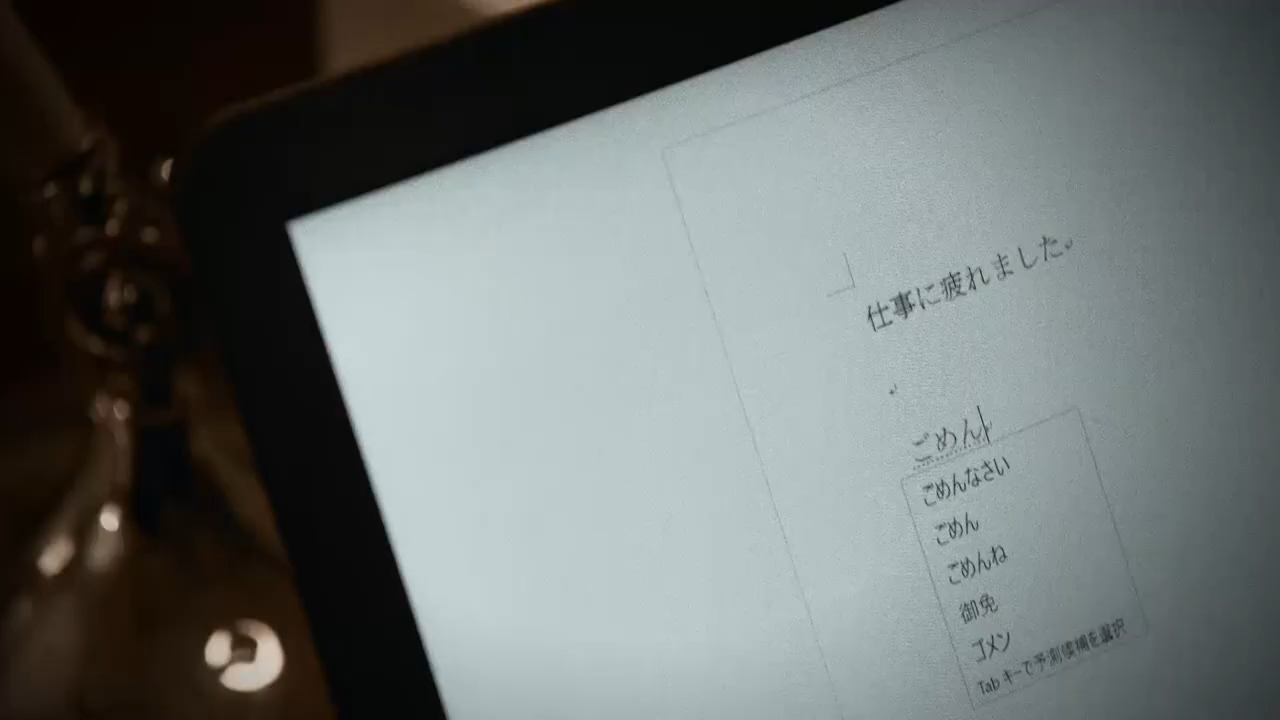 仕事に疲れました。
ごめん
ごめんなさい
ごめん
ごめんね
御免
ゴメン
Tab キーで予測候補を選択